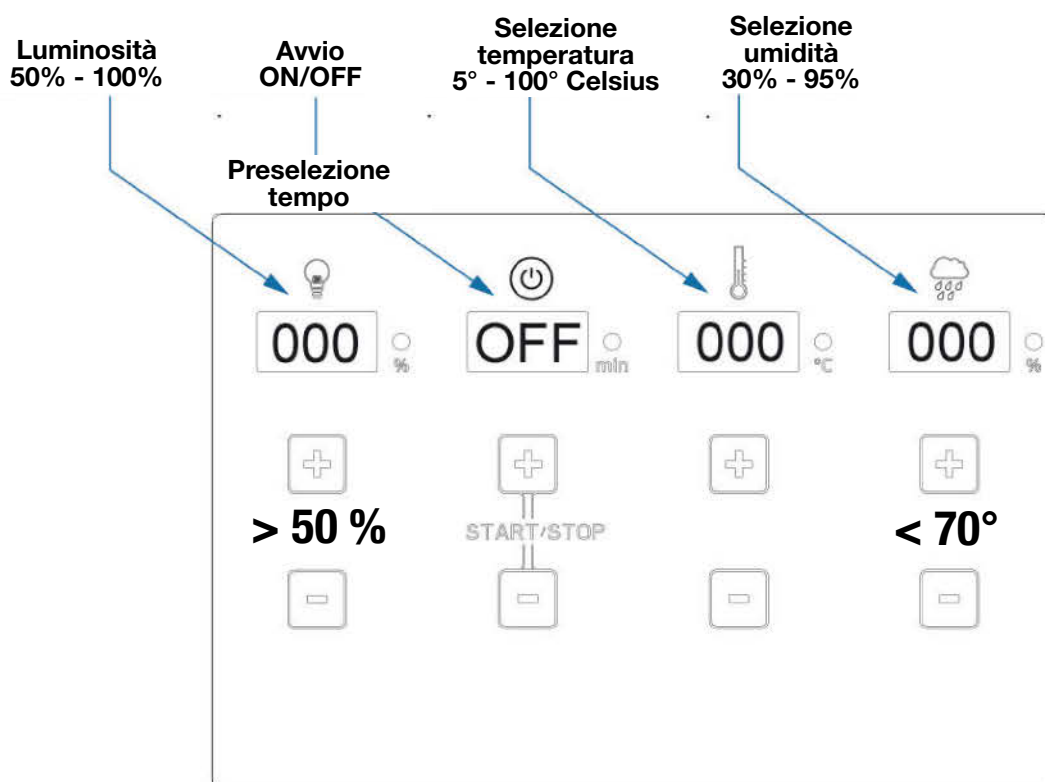 Luminosità
50% - 100%
Avvio
ON/OFF
Selezione
temperatura
5° - 100° Celsius
Selezione
umidità
30% - 95%
Preselezione
tempo
000 %
OFF min
000 °C
000 %
> 50 %
START/STOP
< 70°